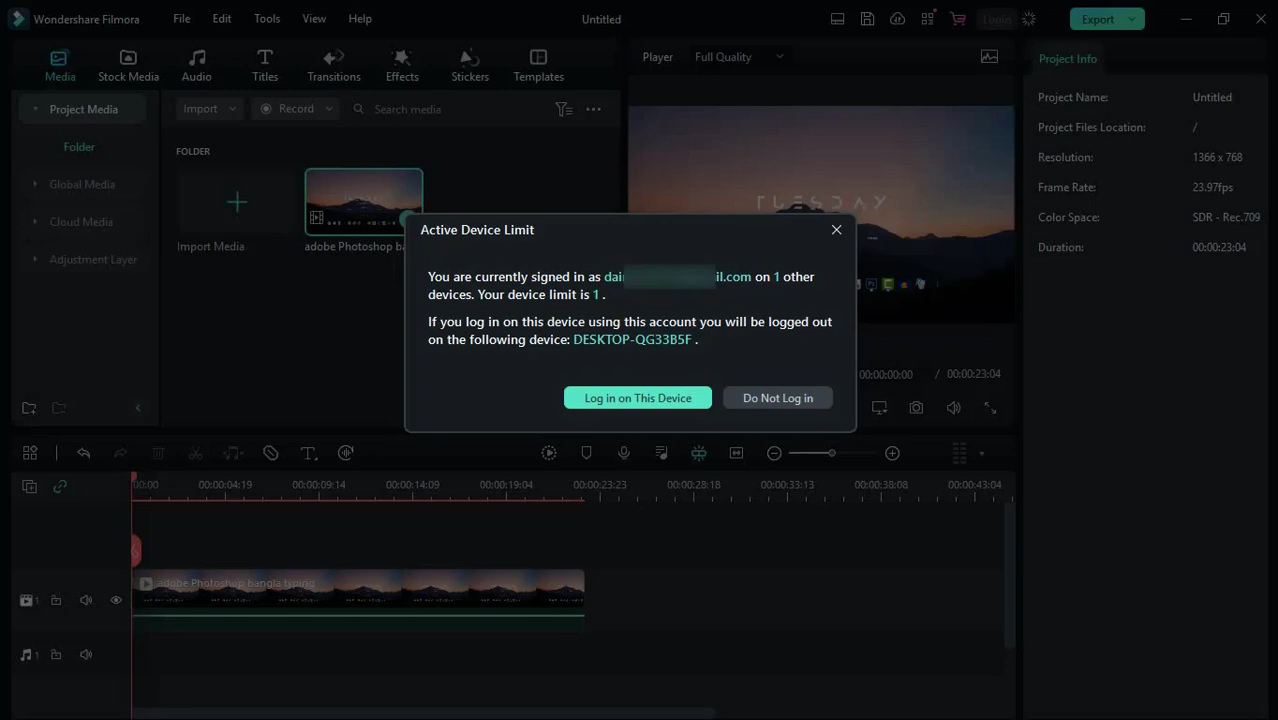 Wondershare Filmora
File
Edit
Tools
View
Help
Untitled
Login
Export
Media
Stock Media
Audio
Titles
Transitions
Effects
Stickers
Templates
Player
Full Quality
Project Info
Project Media
Import
Record
Search media
Folder
Global Media
Cloud Media
Adjustment Layer
FOLDER
Import Media
adobe Photoshop ba
TUESDAY
Project Name: Untitled
Project Files Location: /
Resolution: 1366 x 768
Frame Rate: 23.97fps
Color Space: SDR - Rec.709
Duration: 00:00:23:04
Active Device Limit
You are currently signed in as dai il.com on 1 other
devices. Your device limit is 1 .
If you log in on this device using this account you will be logged out
on the following device: DESKTOP-QG33B5F .
Log in on This Device
Do Not Log in
00:00:00:00 / 00:00:23:04
:00:00
00:00:04:19
00:00:09:14
00:00:14:09
00:00:19:04
00:00:23:23
00:00:28:18
00:00:33:13
00:00:38:08
00:00:43:04
adobe Photoshop bangla typing
1
1